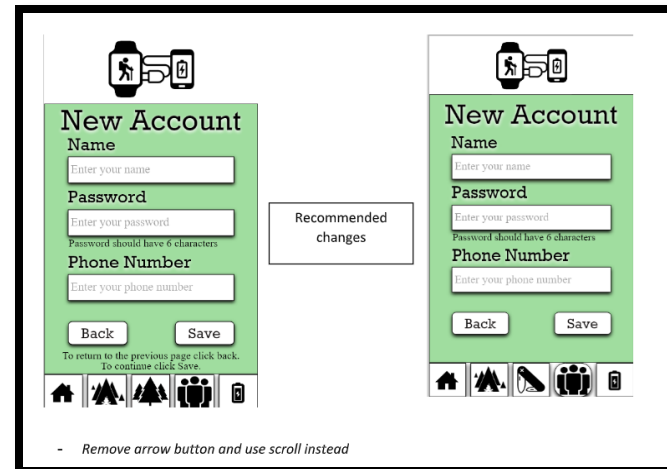 New Account
Name
Enter your name
Password
Enter your password
Password should have 6 characters
Phone Number
Enter your phone number
Back
Save
To return to the previous page click back.
To continue click Save.
Recommended
changes
New Account
Name
Enter your name
Password
Enter your password
Password should have 6 characters
Phone Number
Enter your phone number
Back
Save
- Remove arrow button and use scroll instead